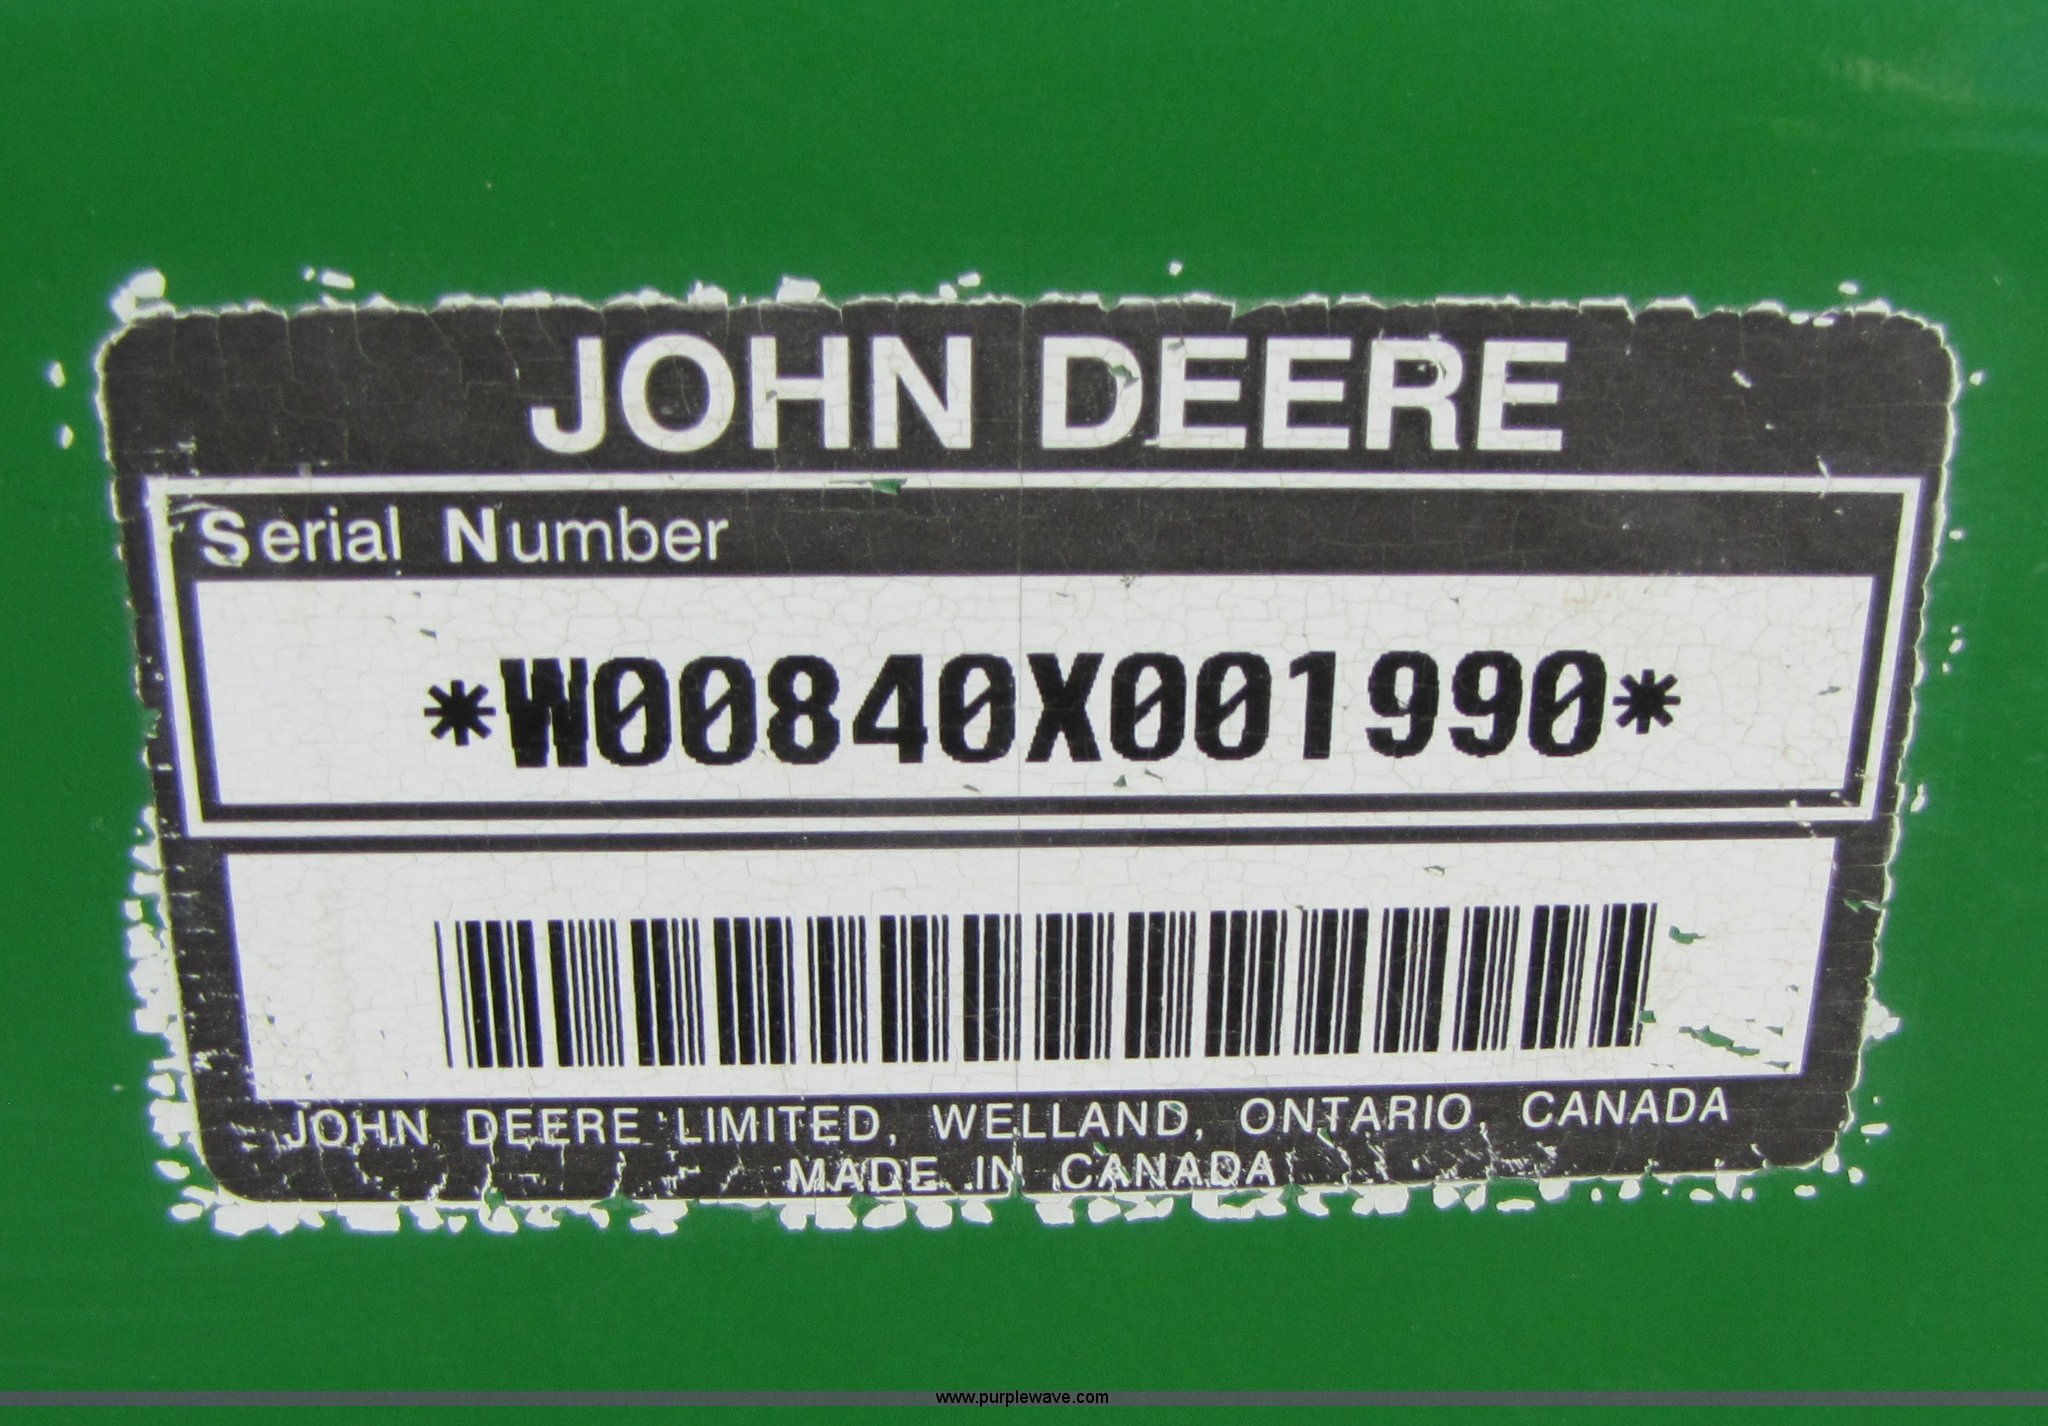 JOHN DEERE
Serial Number
*W00840X001990*
JOHN DEERE LIMITED, WELLAND, ONTARIO, CANADA
MADE IN CANADA
www.purplewave.com